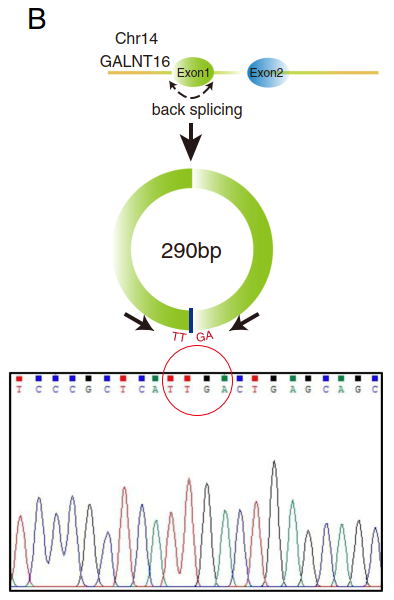 B
Chr14
GALNT16
Exon1 Exon2
back splicing
290bp
TT GA
T C C C G C T C A T T G A C T G A G C A G C